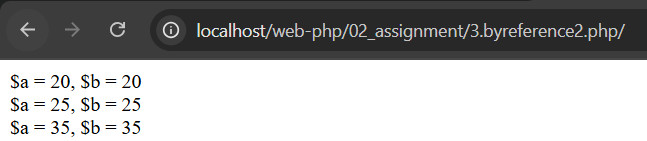 localhost/web-php/02_assignment/3.byreference2.php/
$a = 20, $b = 20
$a = 25, $b = 25
$a = 35, $b = 35